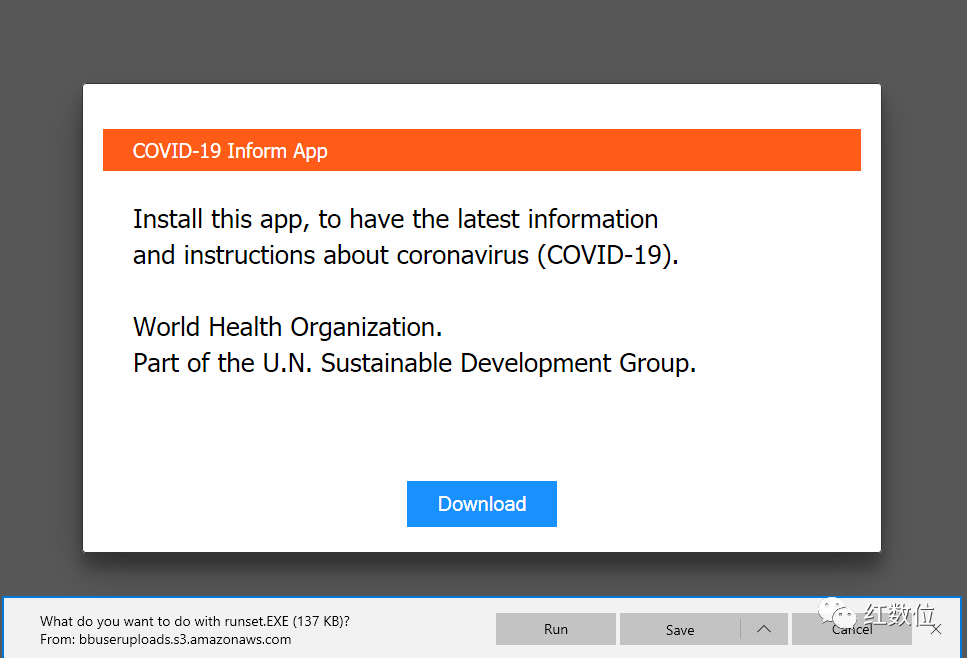 COVID-19 Inform App
Install this app, to have the latest information
and instructions about coronavirus (COVID-19).
World Health Organization.
Part of the U.N. Sustainable Development Group.
Download
What do you want to do with runset.EXE (137 KB)?
From: bbuseruploads.s3.amazonaws.com
Run
Save
Cancel
红数位